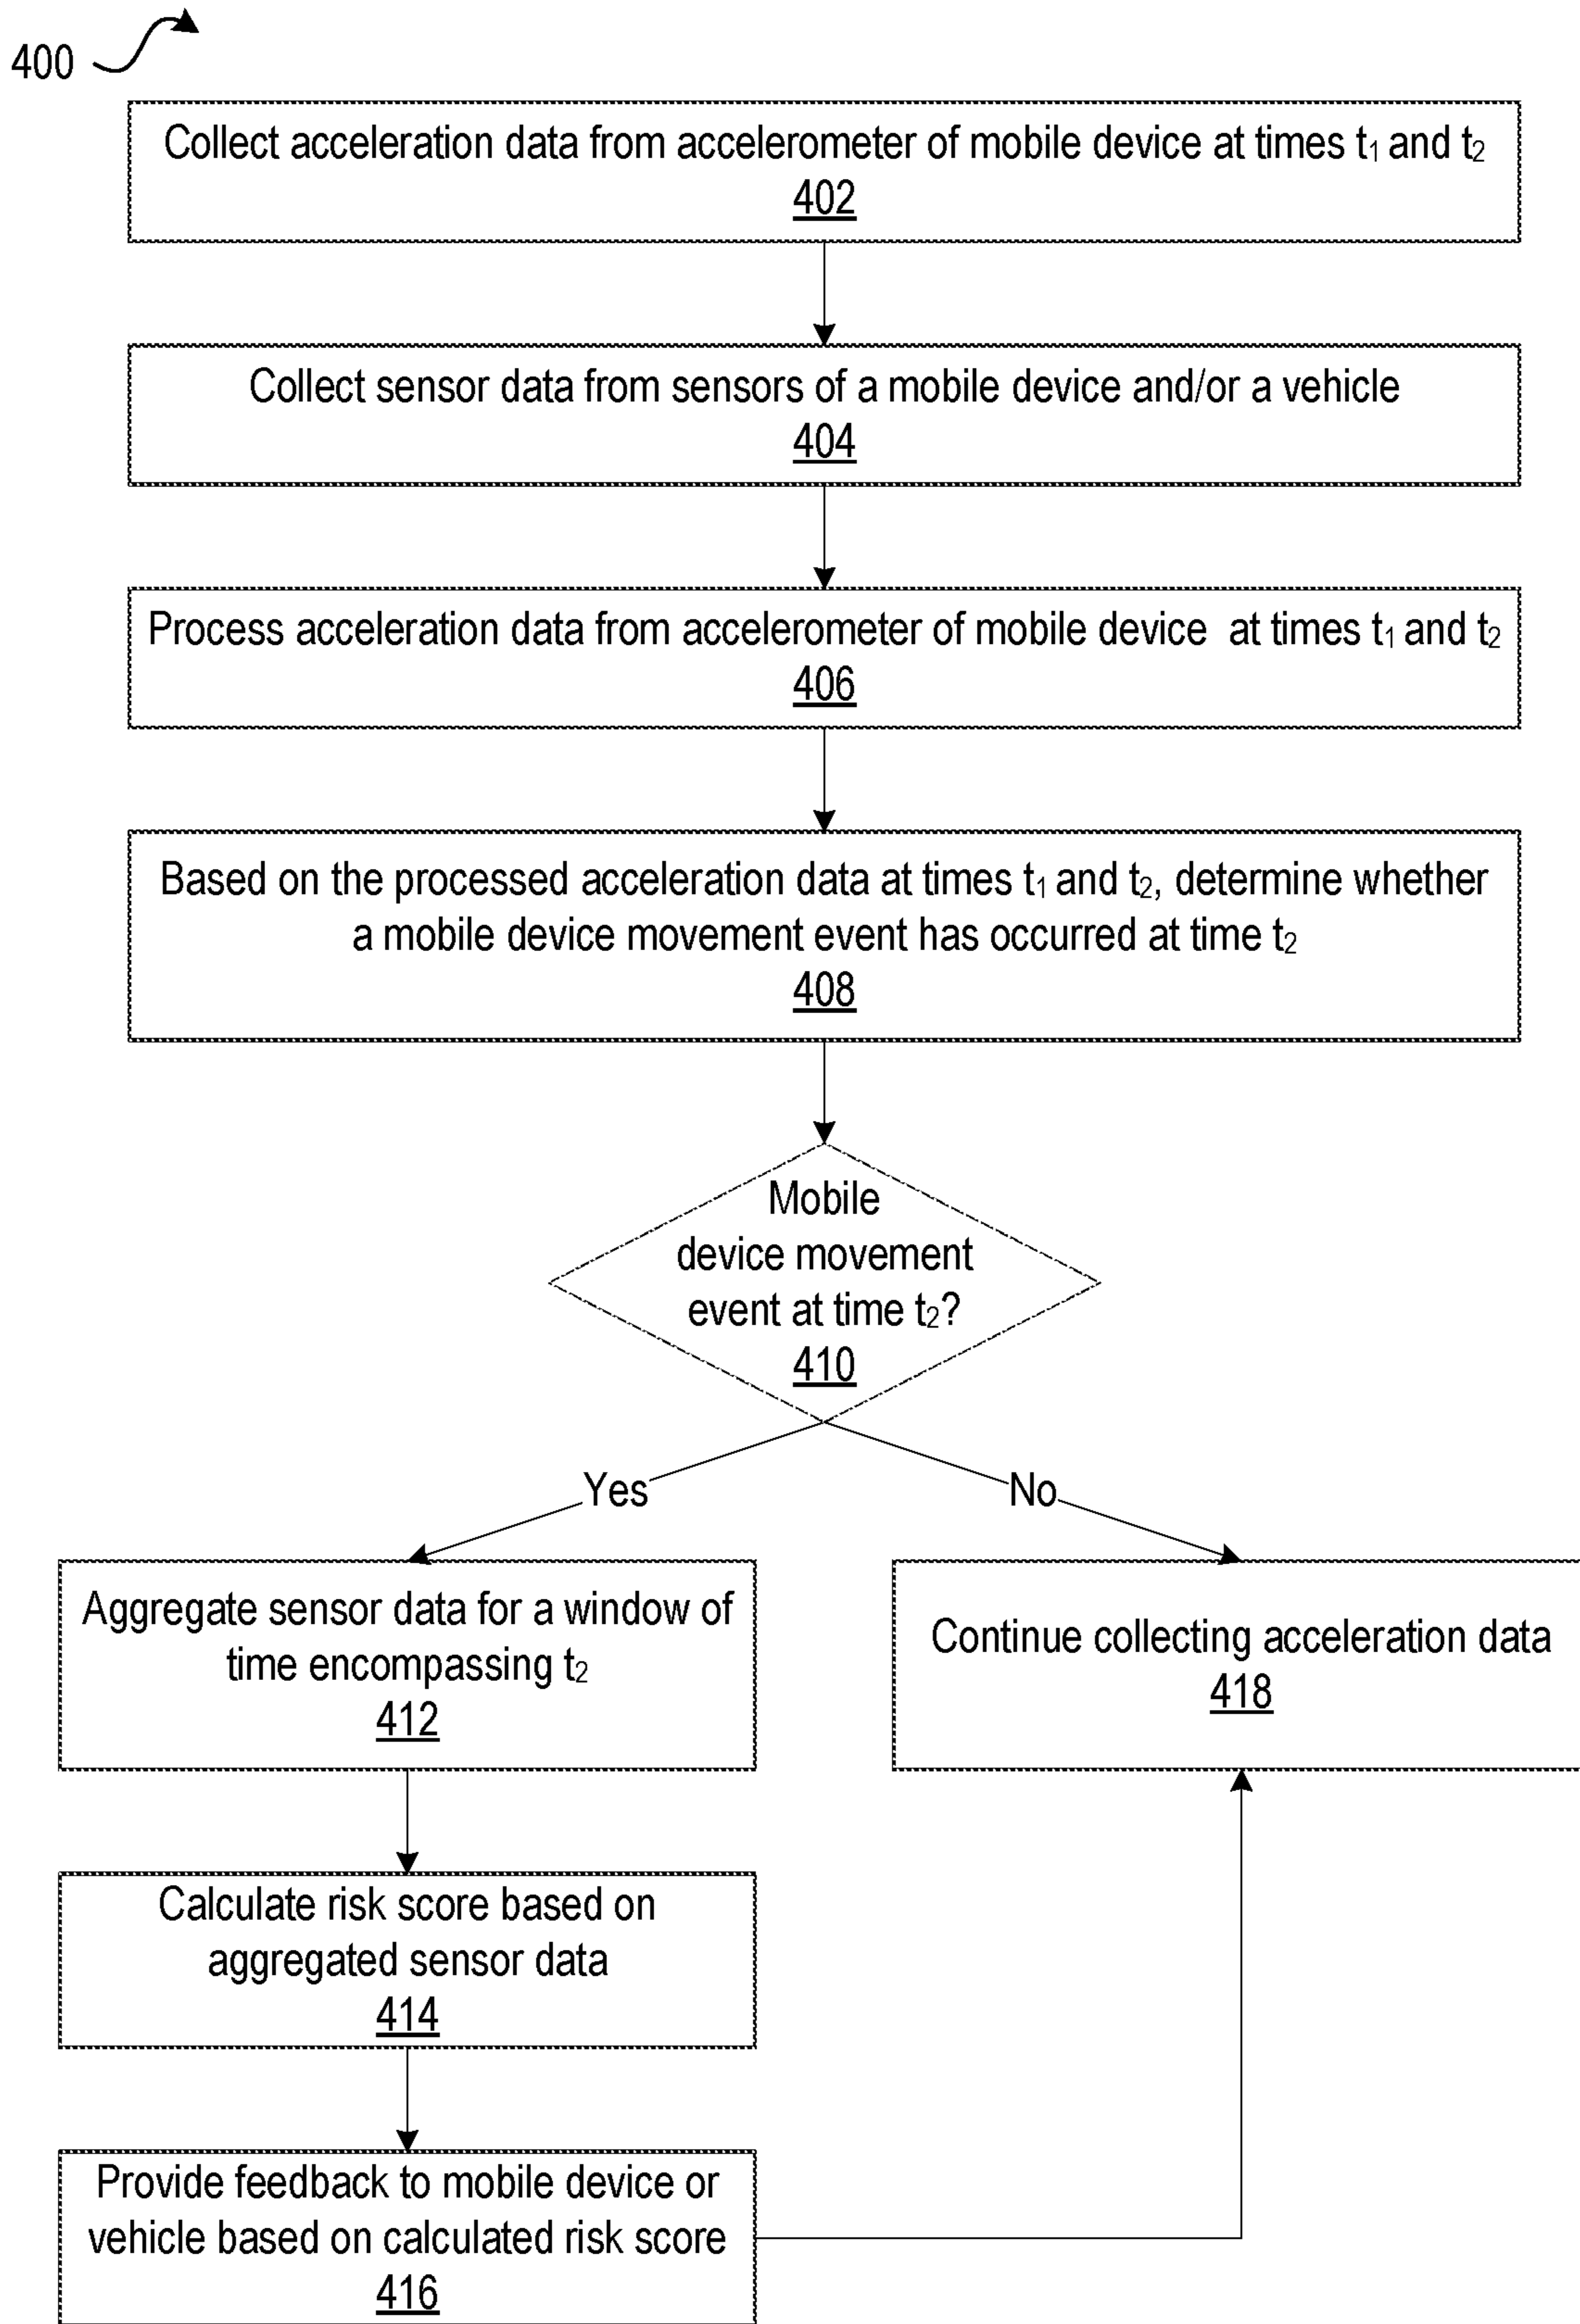 400
Collect acceleration data from accelerometer of mobile device at times t₁ and t₂
402
Collect sensor data from sensors of a mobile device and/or a vehicle
404
Process acceleration data from accelerometer of mobile device at times t₁ and t₂
406
Based on the processed acceleration data at times t₁ and t₂, determine whether
a mobile device movement event has occurred at time t₂
408
Mobile
device movement
event at time t₂?
410
Yes
No
Aggregate sensor data for a window of
time encompassing t₂
412
Continue collecting acceleration data
418
Calculate risk score based on
aggregated sensor data
414
Provide feedback to mobile device or
vehicle based on calculated risk score
416